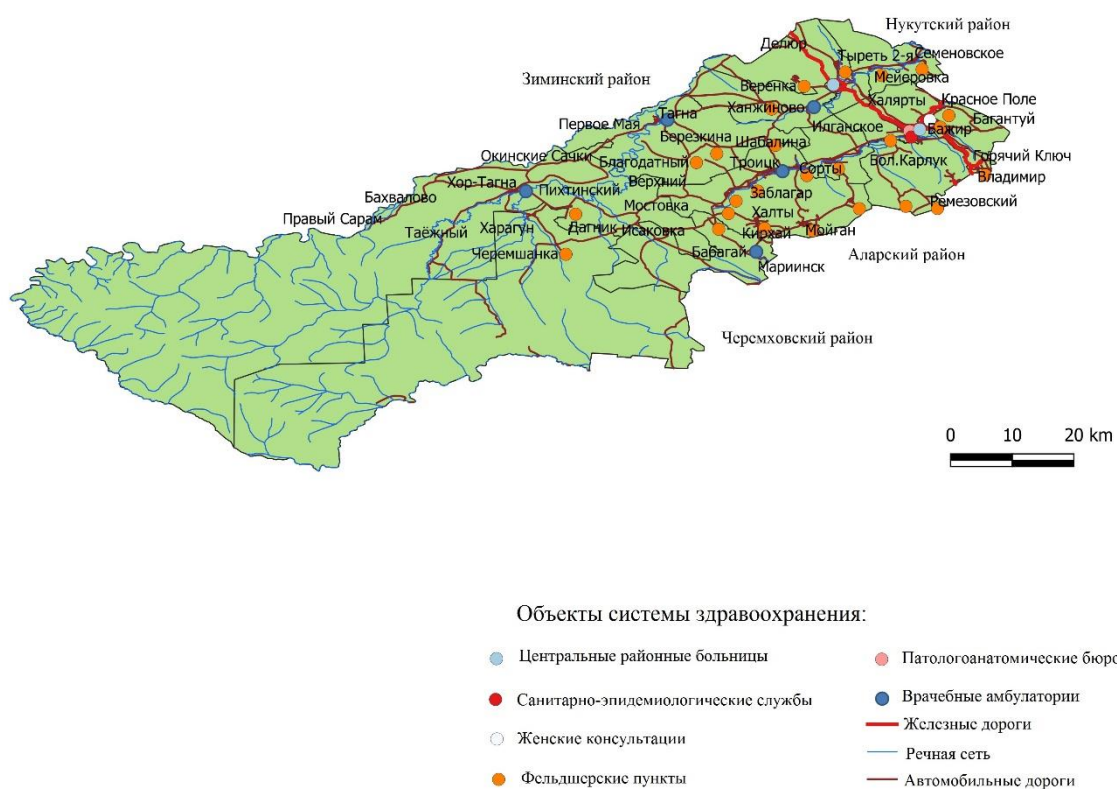 Нукутский район
Делюр
Тыреть 2-я
Семеновское
Зиминский район
Веренка
Мейеровка
Ханжиново
Халярты
Красное Поле
Тагна
Первое Мая
Багантуй
Березкина
Илганское
Бажир
Шабалина
Окинские Сачки
Благодатный
Троицк
Бол.Карлук
Горячий Ключ
Сорты
Хор-Тагна
Верхний
Владимир
Пихтинский
Бахвалово
Заблагар
Ремезовский
Мостовка
Правый Сарам
Халты
Таёжный
Харагун
Дагник
Исаковка
Кирхай
Мойган
Черемшанка
Бабагай
Аларский район
Мариинск
Черемховский район
0 10 20 km
Объекты системы здравоохранения:
Центральные районные больницы
Патологоанатомические бюро
Санитарно-эпидемиологические службы
Врачебные амбулатории
Железные дороги
Женские консультации
Речная сеть
Фельдшерские пункты
Автомобильные дороги